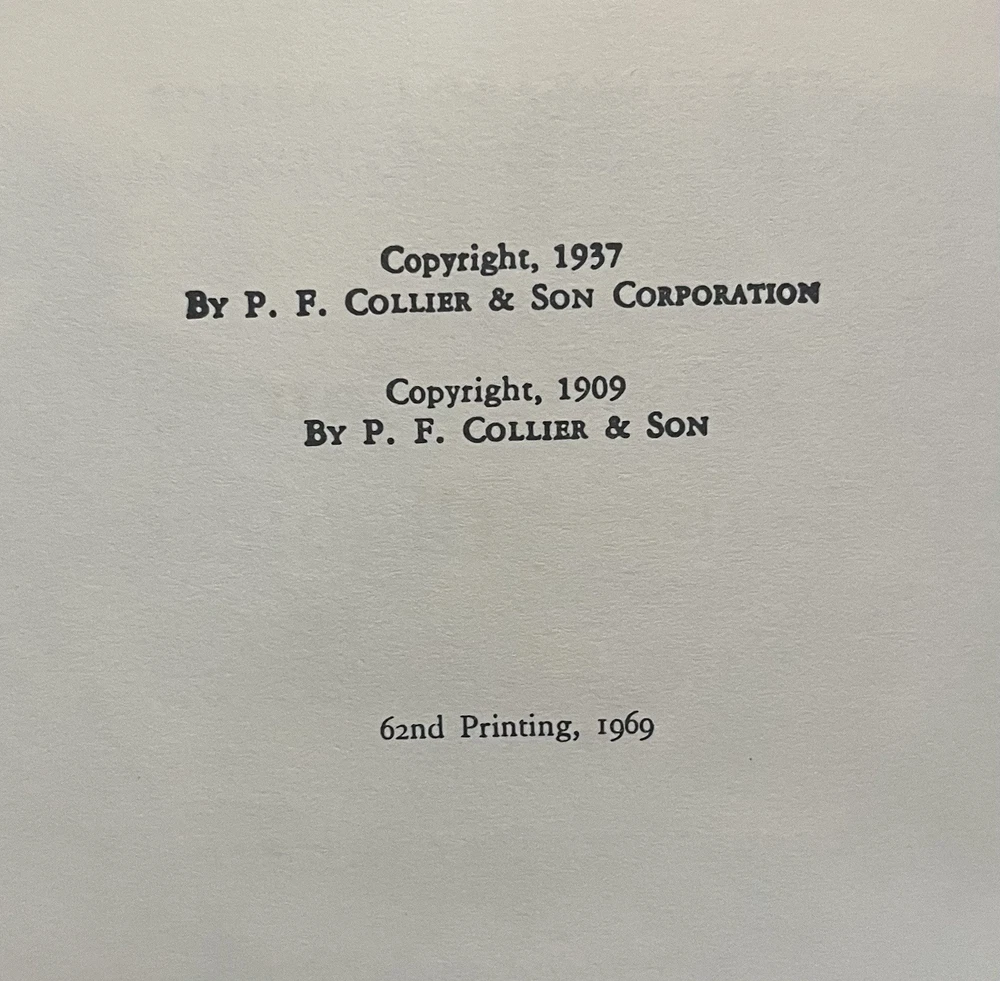 Copyright, 1937
By P. F. Collier & Son Corporation
Copyright, 1909
By P. F. Collier & Son
62nd Printing, 1969